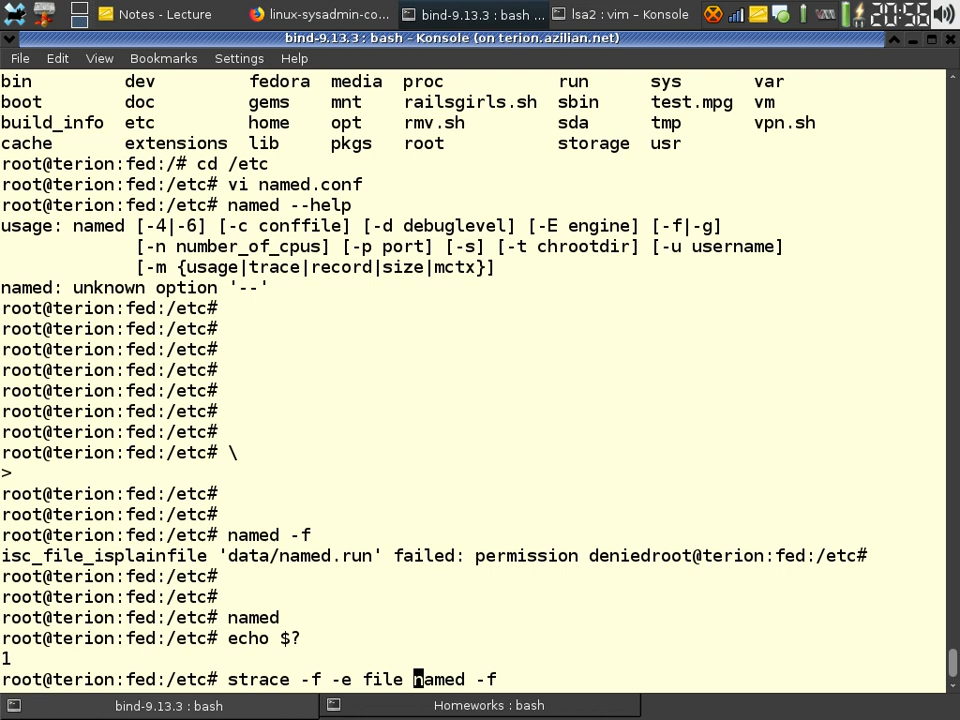 Notes - Lecture
linux-sysadmin-co...
bind-9.13.3 : bash ...
lsa2 : vim – Konsole
20:56
bind-9.13.3 : bash – Konsole (on terion.azilian.net)
File Edit View Bookmarks Settings Help
bin dev fedora media proc run sys var
boot doc gems mnt railsgirls.sh sbin test.mpg vm
build_info etc home opt rmv.sh sda tmp vpn.sh
cache extensions lib pkgs root storage usr
root@terion:fed:/# cd /etc
root@terion:fed:/etc# vi named.conf
root@terion:fed:/etc# named --help
usage: named [-4|-6] [-c conffile] [-d debuglevel] [-E engine] [-f|-g]
[-n number_of_cpus] [-p port] [-s] [-t chrootdir] [-u username]
[-m {usage|trace|record|size|mctx}]
named: unknown option '--'
root@terion:fed:/etc#
root@terion:fed:/etc#
root@terion:fed:/etc#
root@terion:fed:/etc#
root@terion:fed:/etc#
root@terion:fed:/etc#
root@terion:fed:/etc#
root@terion:fed:/etc# \
>
root@terion:fed:/etc#
root@terion:fed:/etc#
root@terion:fed:/etc# named -f
isc_file_isplainfile 'data/named.run' failed: permission deniedroot@terion:fed:/etc#
root@terion:fed:/etc#
root@terion:fed:/etc#
root@terion:fed:/etc# named
root@terion:fed:/etc# echo $?
1
root@terion:fed:/etc# strace -f -e file named -f
bind-9.13.3 : bash
Homeworks : bash